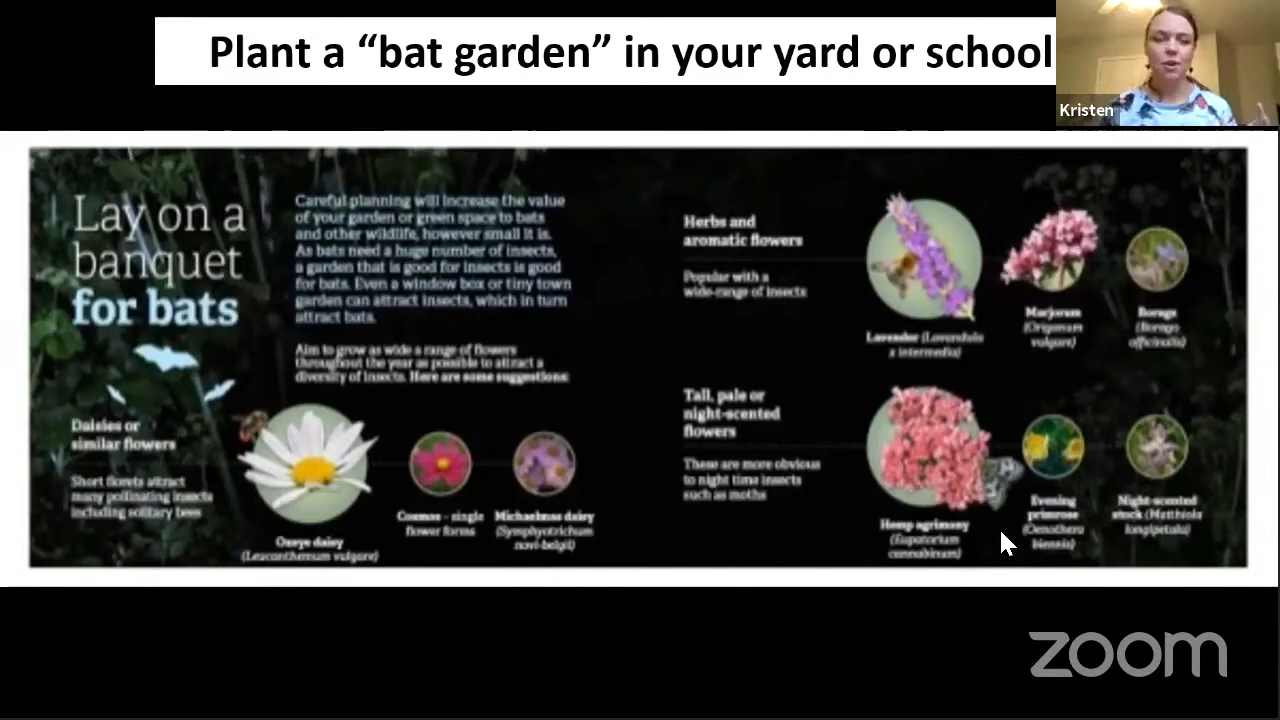 Plant a “bat garden” in your yard or school
Kristen
Lay on a
banquet
for bats
Careful planning will increase the value
of your garden or green space to bats
and other wildlife, however small it is.
As bats need a huge number of insects,
a garden that is good for insects is good
for bats. Even a window box or tiny town
garden can attract insects, which in turn
attract bats.
Aim to grow as wide a range of flowers
throughout the year as possible to attract a
diversity of insects. Here are some suggestions:
Daisies or
similar flowers
Short florets attract
many pollinating insects
including solitary bees
Oxeye daisy
(Leucanthemum vulgare)
Cosmos - single
flower forms
Michaelmas daisy
(Symphyotrichum
novi-belgii)
Herbs and
aromatic flowers
Popular with a
wide-range of insects
Lavender (Lavandula
x intermedia)
Marjoram
(Origanum
vulgare)
Borage
(Borago
officinalis)
Tall, pale or
night-scented
flowers
These are more obvious
to night time insects
such as moths
Hemp agrimony
(Eupatorium
cannabinum)
Evening
primrose
(Oenothera
biennis)
Night-scented
stock (Matthiola
longipetala)
zoom